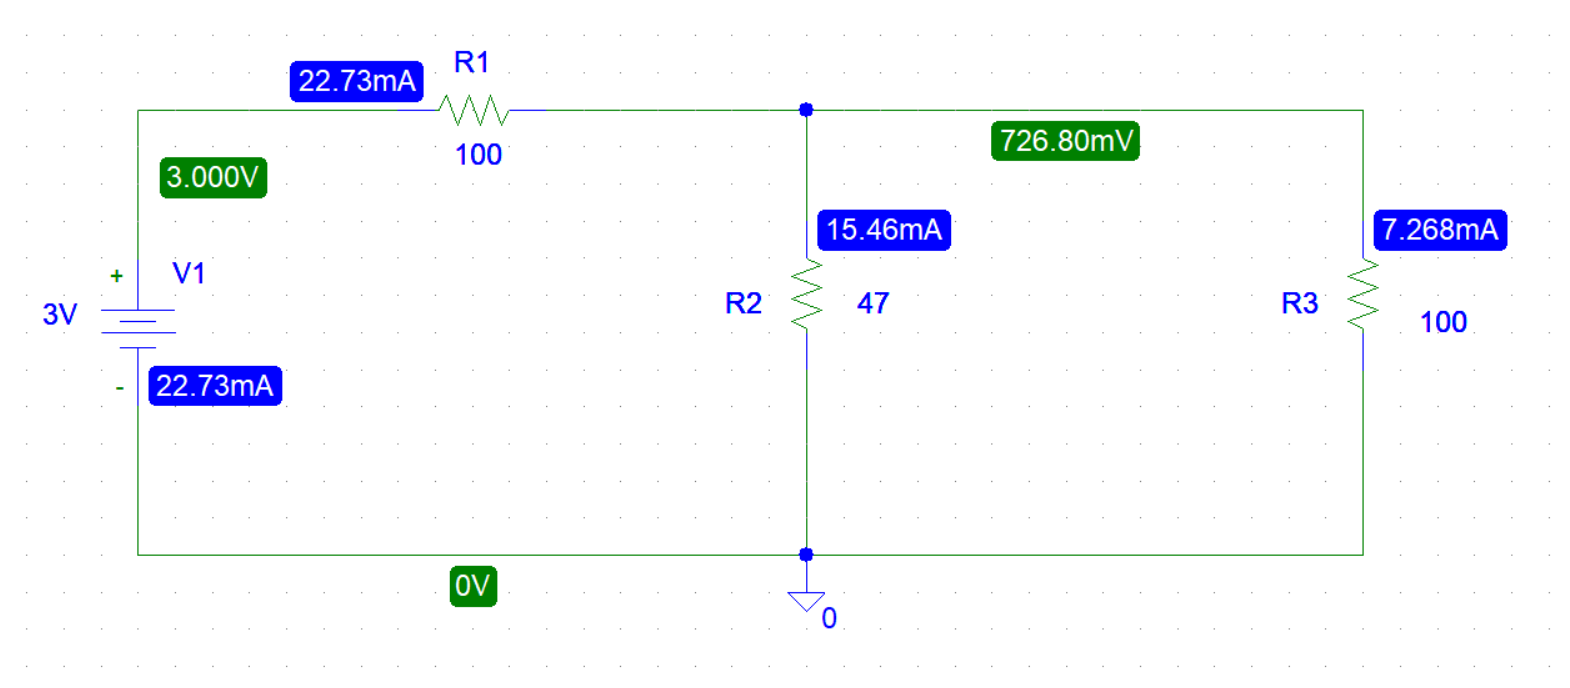 R1
22.73mA
100
726.80mV
3.000V
15.46mA
7.268mA
+
V1
3V
R2
47
R3
100
-
22.73mA
0V
0